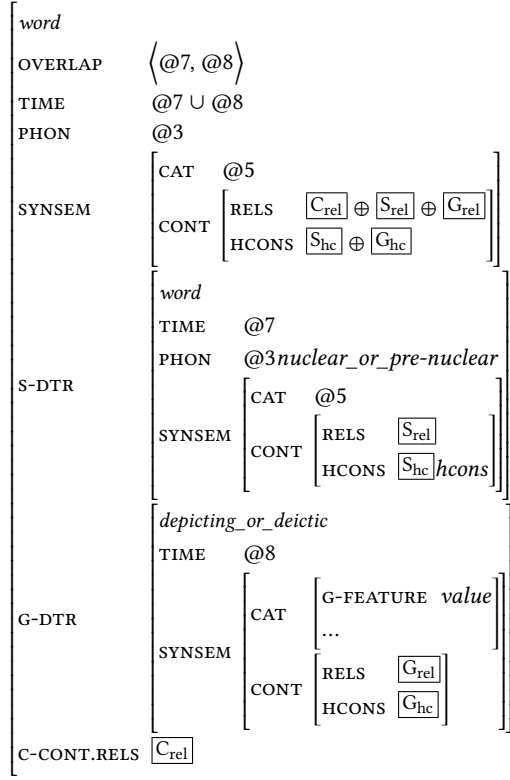 word
OVERLAP ⟨@7, @8⟩
TIME @7 ∪ @8
PHON @3
CAT @5
SYNSEM
RELS C_rel ⊕ S_rel ⊕ G_rel
CONT
HCONS S_hc ⊕ G_hc
word
TIME @7
PHON @3nuclear_or_pre-nuclear
S-DTR
CAT @5
SYNSEM
RELS S_rel
CONT
HCONS S_hc hcons
depicting_or_deictic
TIME @8
G-FEATURE value
CAT
...
G-DTR
SYNSEM
RELS G_rel
CONT
HCONS G_hc
C-CONT.RELS C_rel